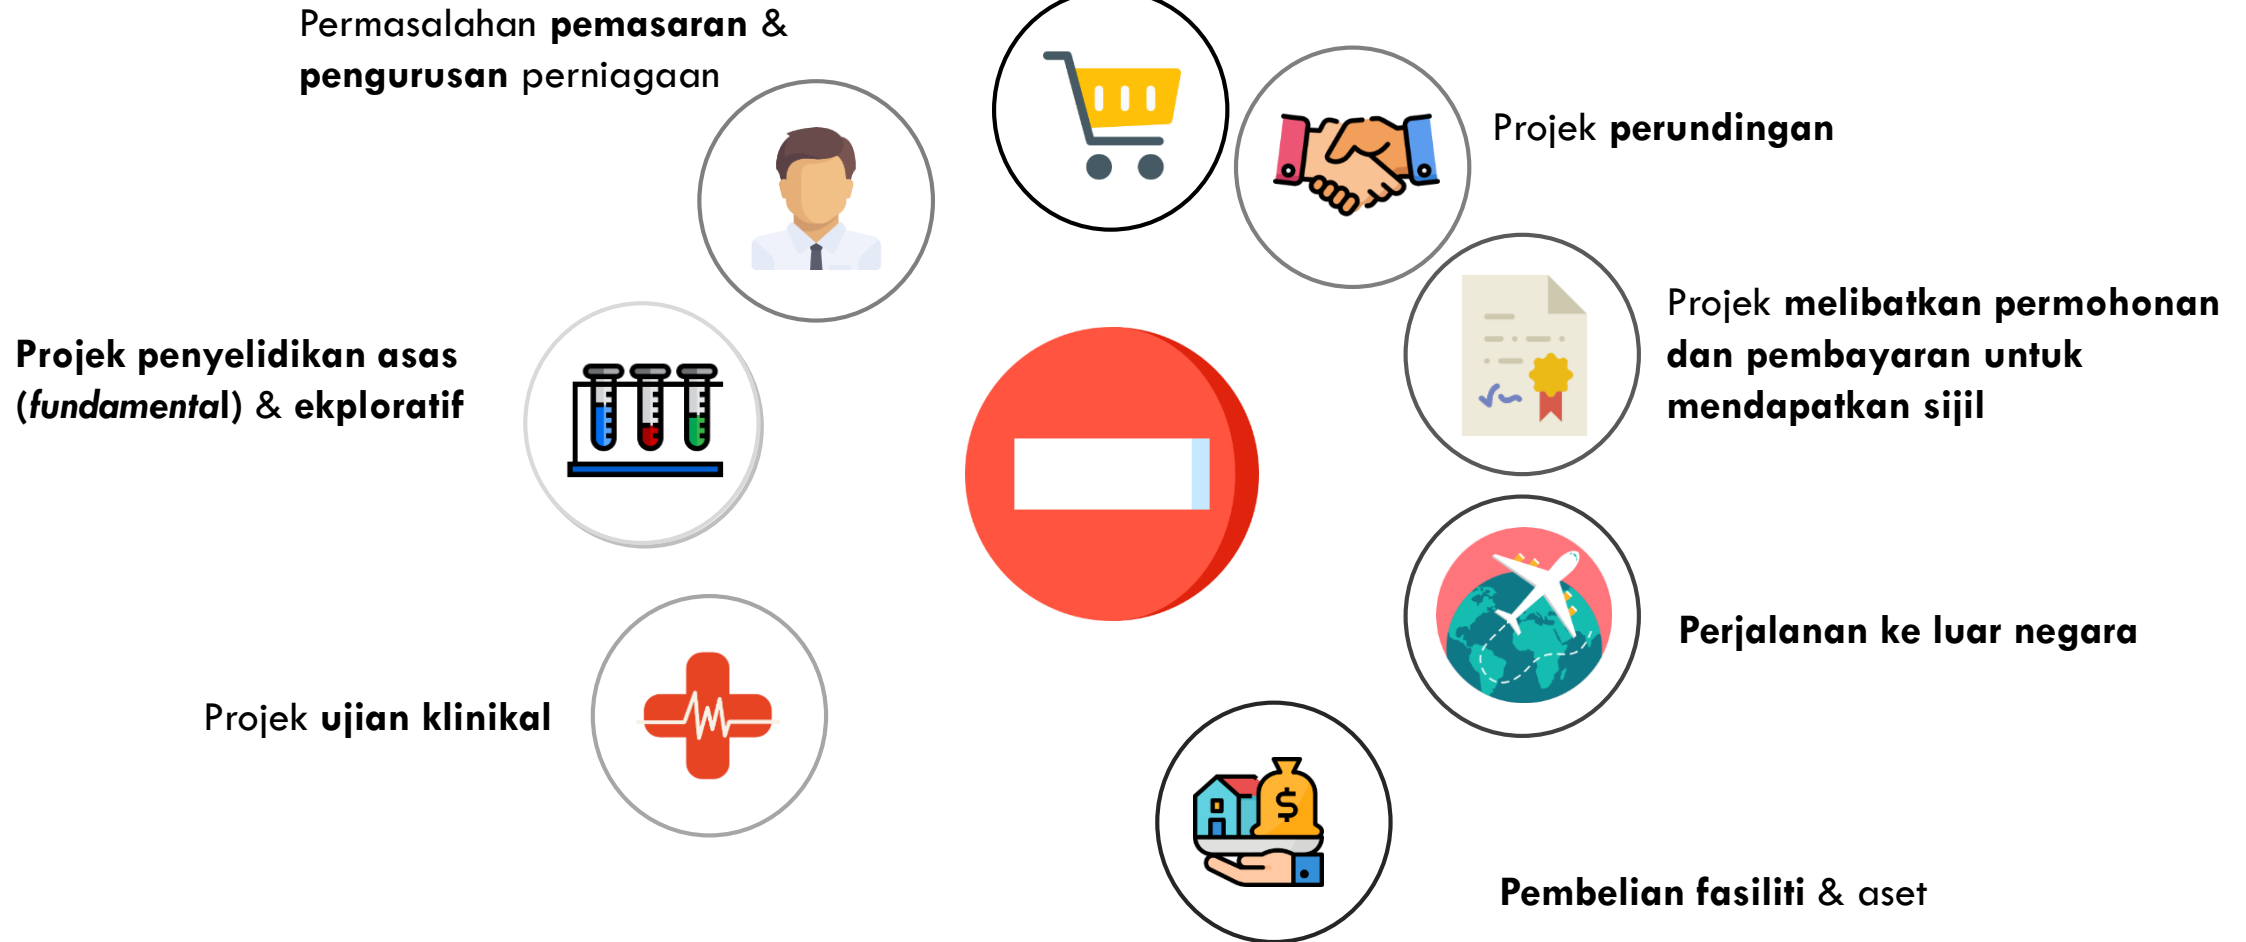 Permasalahan pemasaran &
pengurusan perniagaan
Projek perundingan
Projek melibatkan permohonan
dan pembayaran untuk
mendapatkan sijil
Projek penyelidikan asas
(fundamental) & ekploratif
Perjalanan ke luar negara
Projek ujian klinikal
$
Pembelian fasiliti & aset